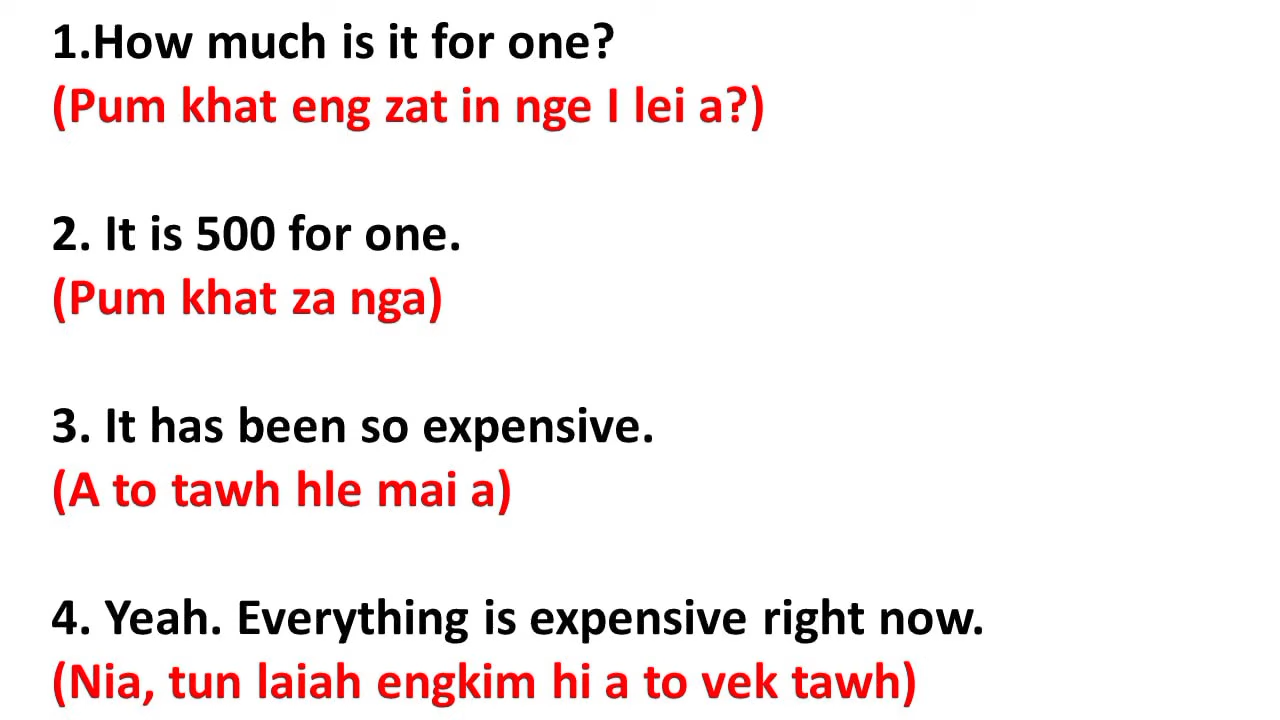 1.How much is it for one?
(Pum khat eng zat in nge I lei a?)
2. It is 500 for one.
(Pum khat za nga)
3. It has been so expensive.
(A to tawh hle mai a)
4. Yeah. Everything is expensive right now.
(Nia, tun laiah engkim hi a to vek tawh)